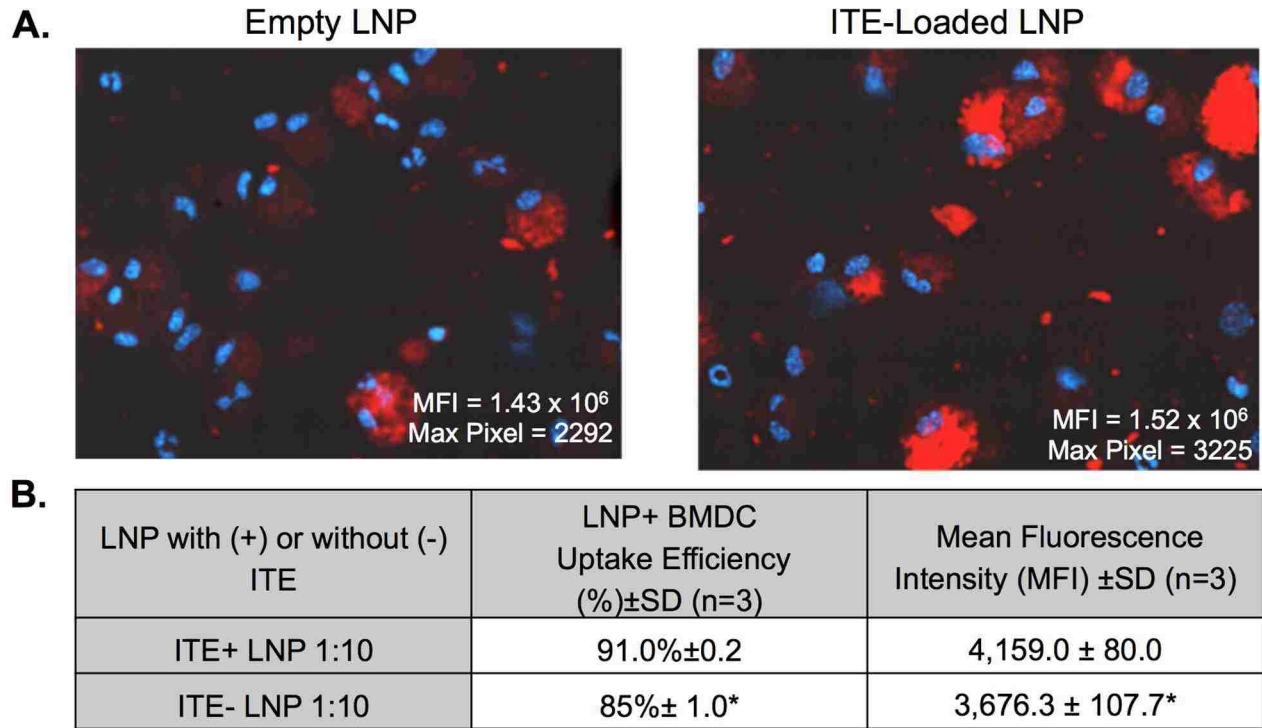 A.
Empty LNP
ITE-Loaded LNP
MFI = 1.43 x 10⁶
Max Pixel = 2292
MFI = 1.52 x 10⁶
Max Pixel = 3225
B.
LNP with (+) or without (-)
ITE
LNP+ BMDC
Uptake Efficiency
(%)±SD (n=3)
Mean Fluorescence
Intensity (MFI) ±SD (n=3)
ITE+ LNP 1:10
91.0%±0.2
4,159.0 ± 80.0
ITE- LNP 1:10
85%± 1.0*
3,676.3 ± 107.7*